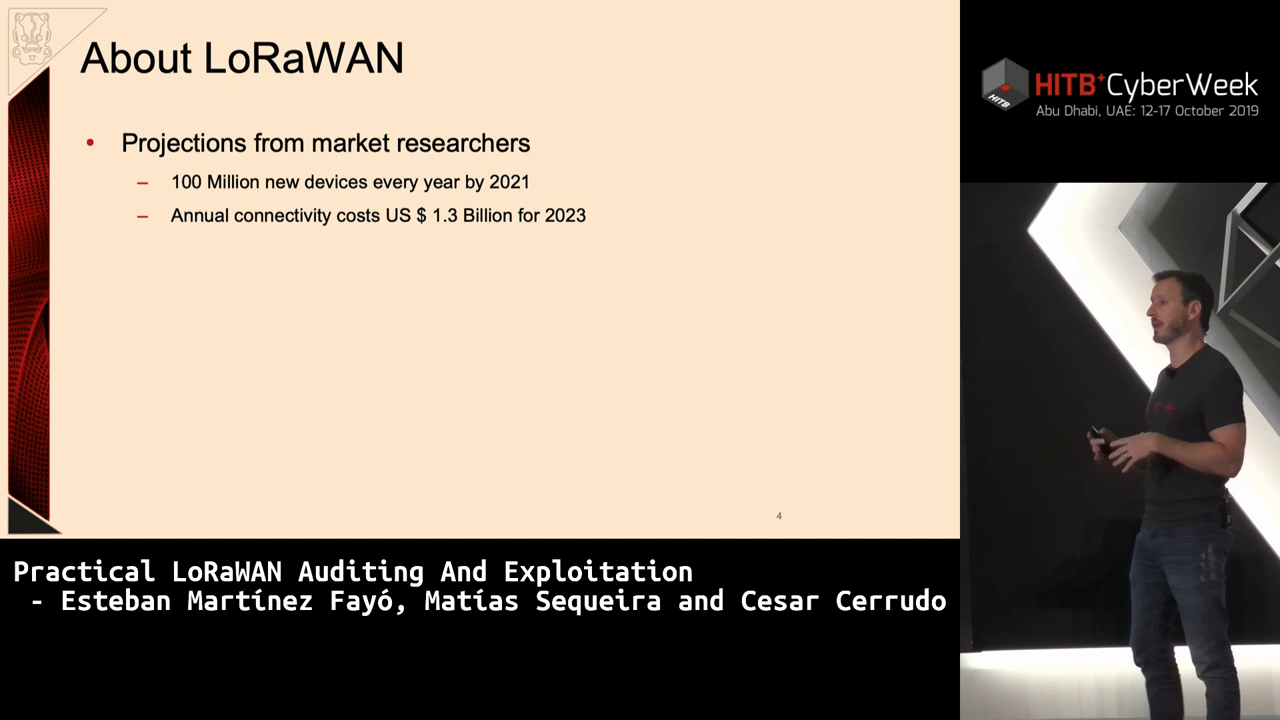 About LoRaWAN
• Projections from market researchers
– 100 Million new devices every year by 2021
– Annual connectivity costs US $ 1.3 Billion for 2023
4
HITB+CyberWeek
HITB
Abu Dhabi, UAE: 12-17 October 2019
Practical LoRaWAN Auditing And Exploitation
- Esteban Martínez Fayó, Matías Sequeira and Cesar Cerrudo